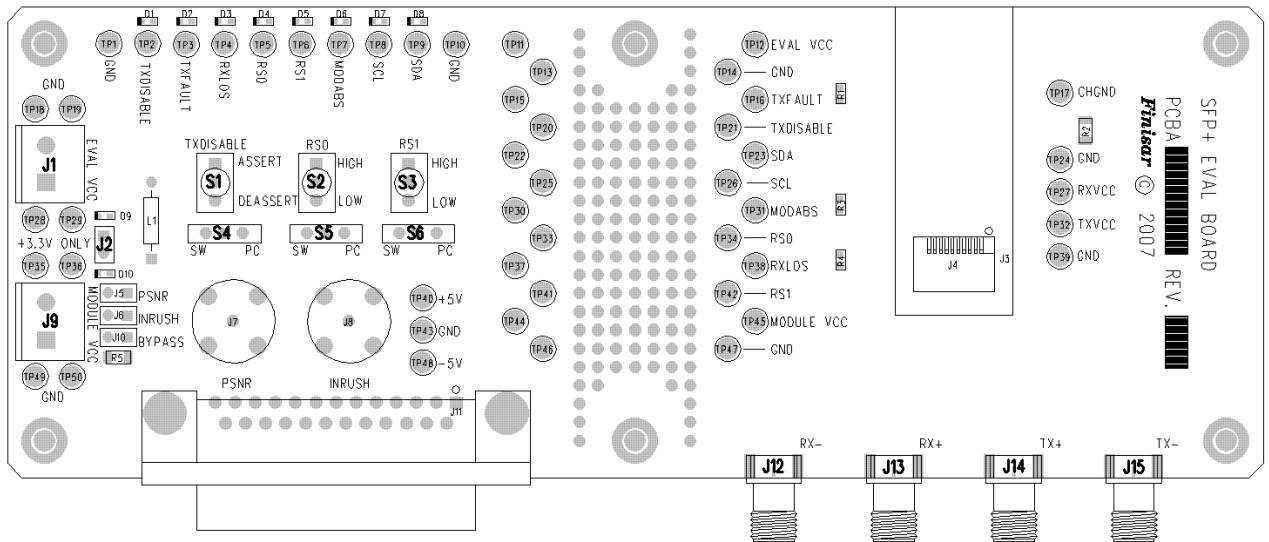 D1 D2 D3 D4 D5 D6 D7 D8
TP1 TP2 TP3 TP4 TP5 TP6 TP7 TP8 TP9 TP10
GND TXDISABLE TXFAULT RXLOS RS0 RS1 MODABS SCL SDA GND
GND
TP18 TP19
J1
EVAL VCC
TP28 TP29
+3.3V ONLY
TP35 TP36
J9
MODULE VCC
TP49 TP50
GND
D9
J2
D10
L1
J5 PSNR
J6 INRUSH
J10 BYPASS
R5
TXDISABLE RS0 RS1
ASSERT HIGH HIGH
S1 S2 S3
DEASSERT LOW LOW
S4 S5 S6
SW PC SW PC SW PC
J7 J8
PSNR INRUSH
TP40 +5V
TP43 GND
TP48 -5V
J11
TP11
TP13
TP15
TP20
TP22
TP25
TP30
TP33
TP37
TP41
TP44
TP46
TP12 EVAL VCC
TP14 GND
TP16 TXFAULT
R1
TP21 TXDISABLE
TP23 SDA
TP26 SCL
TP31 MODABS
R3
TP34 RS0
TP38 RXLOS
R4
TP42 RS1
TP45 MODULE VCC
TP47 GND
J4
J3
TP17 CHGND
R2
TP24 GND
TP27 RXVCC
TP32 TXVCC
TP39 GND
SFP+ EVAL BOARD
PCBA REV.
Finisar © 2007
RX- RX+ TX+ TX-
J12 J13 J14 J15